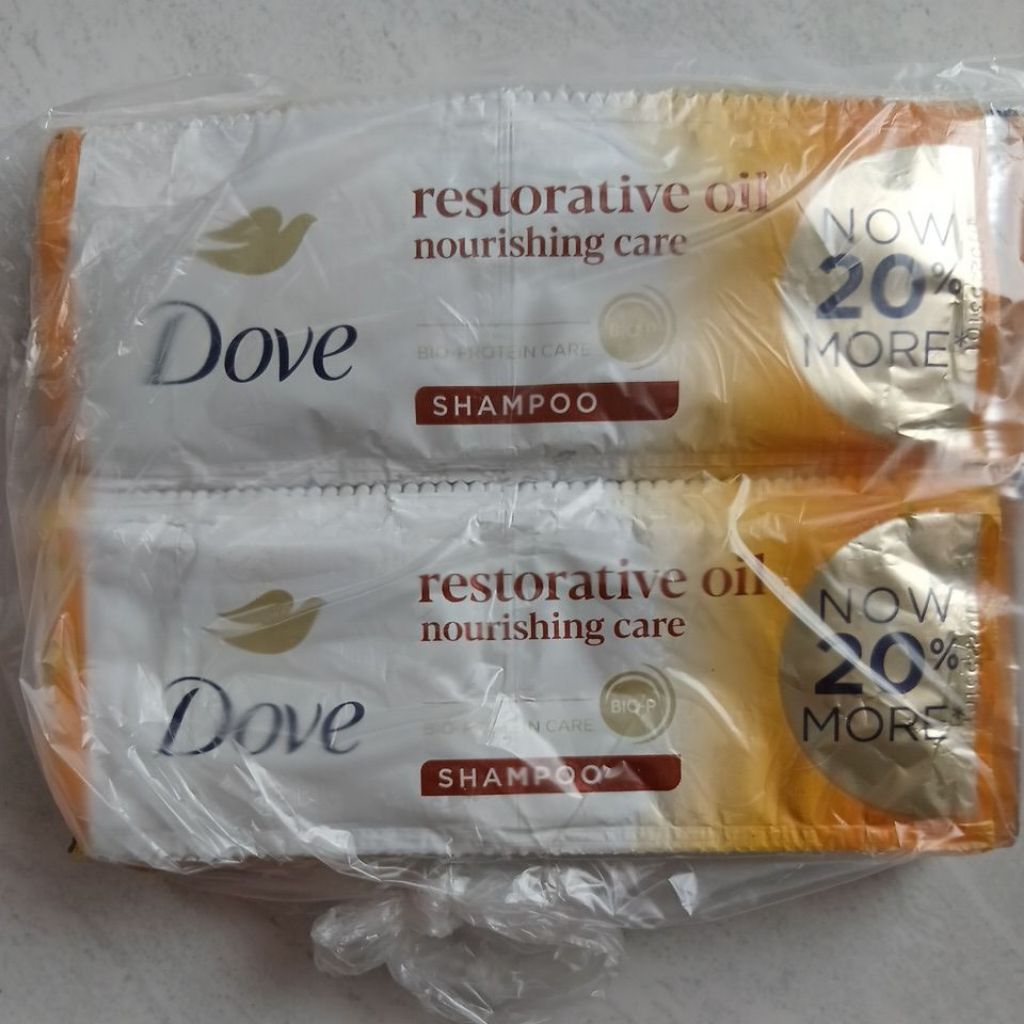 restorative oil
nourishing care
Dove
BIO-PROTEIN CARE
BIO-P
SHAMPOO
NOW
20%
MORE*
restorative oil
nourishing care
Dove
BIO-P
CARE
SHAMPOO
NOW
20%
MORE*